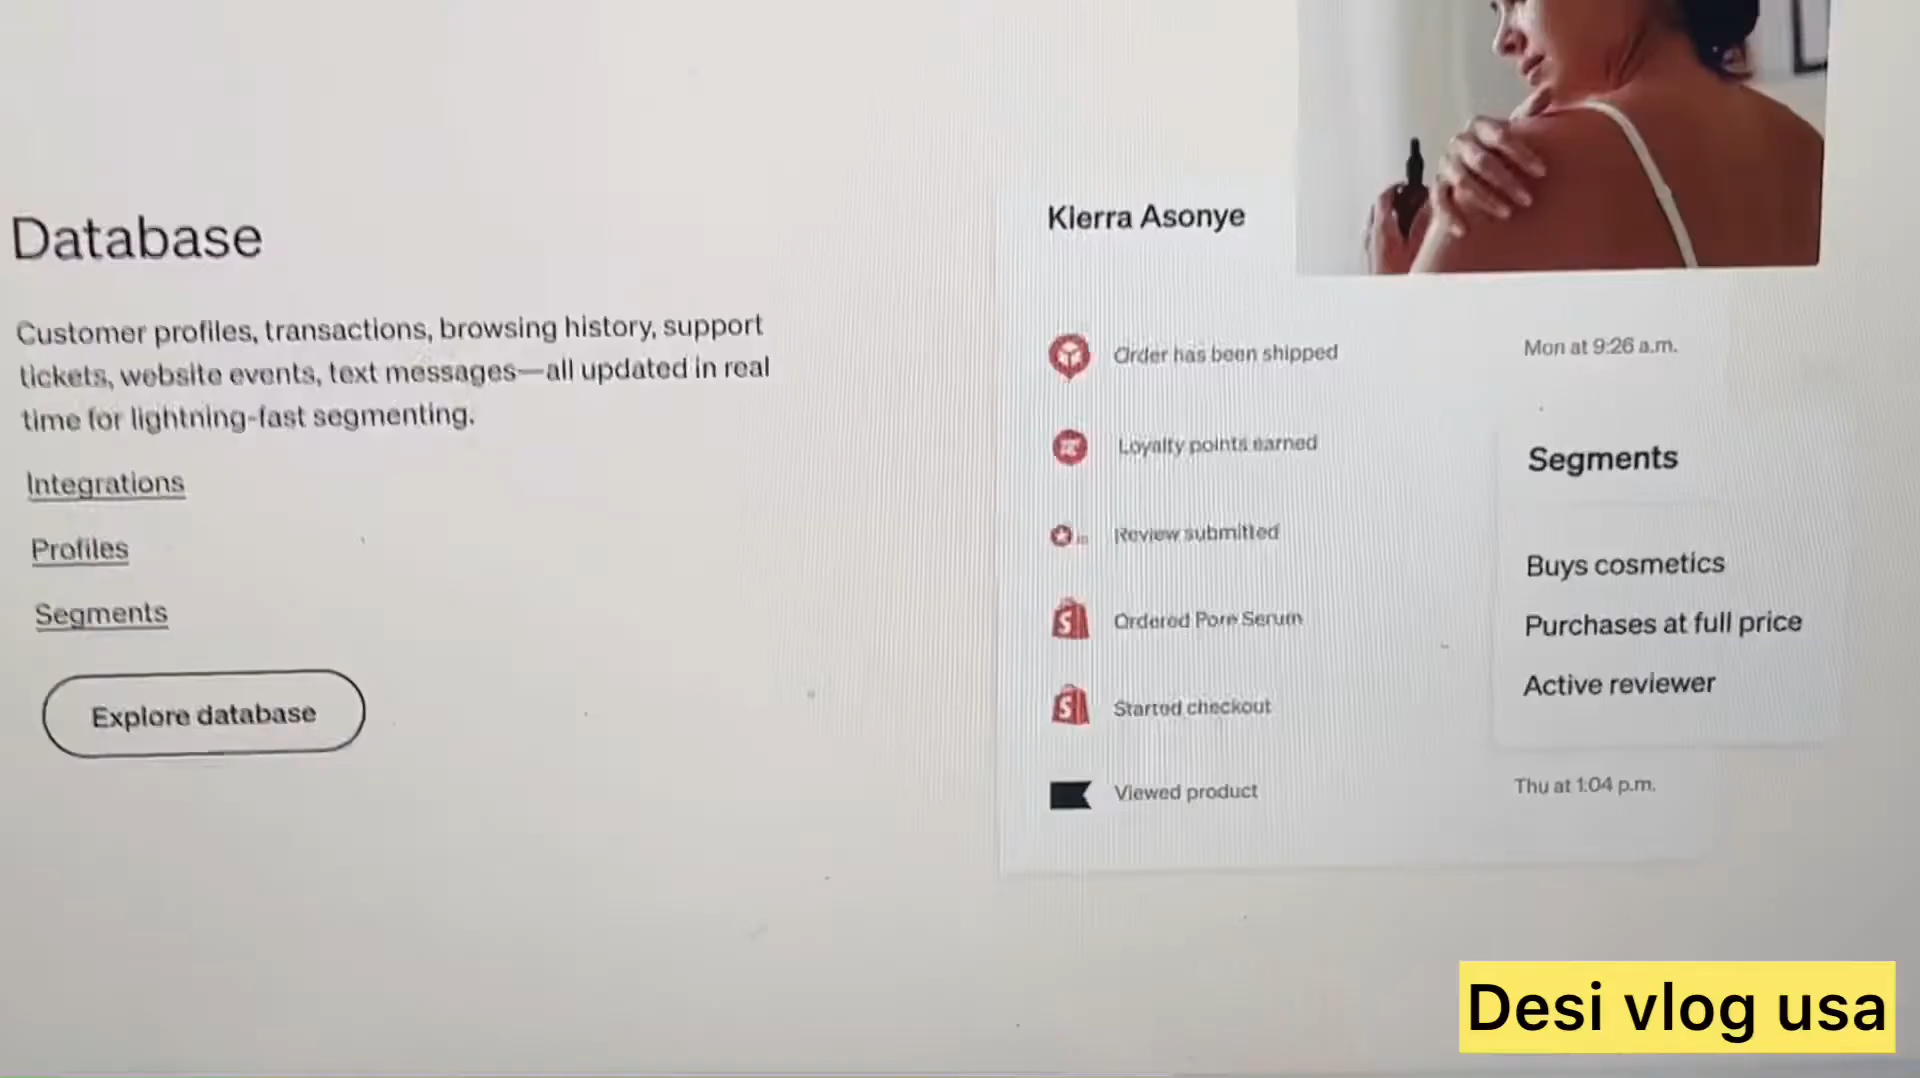 Database
Customer profiles, transactions, browsing history, support
tickets, website events, text messages—all updated in real
time for lightning-fast segmenting.
Integrations
Profiles
Segments
Explore database
Kierra Asonye
Order has been shipped
Mon at 9:26 a.m.
Loyalty points earned
Review submitted
Ordered Pore Serum
Started checkout
Viewed product
Thu at 1:04 p.m.
Segments
Buys cosmetics
Purchases at full price
Active reviewer
Desi vlog usa